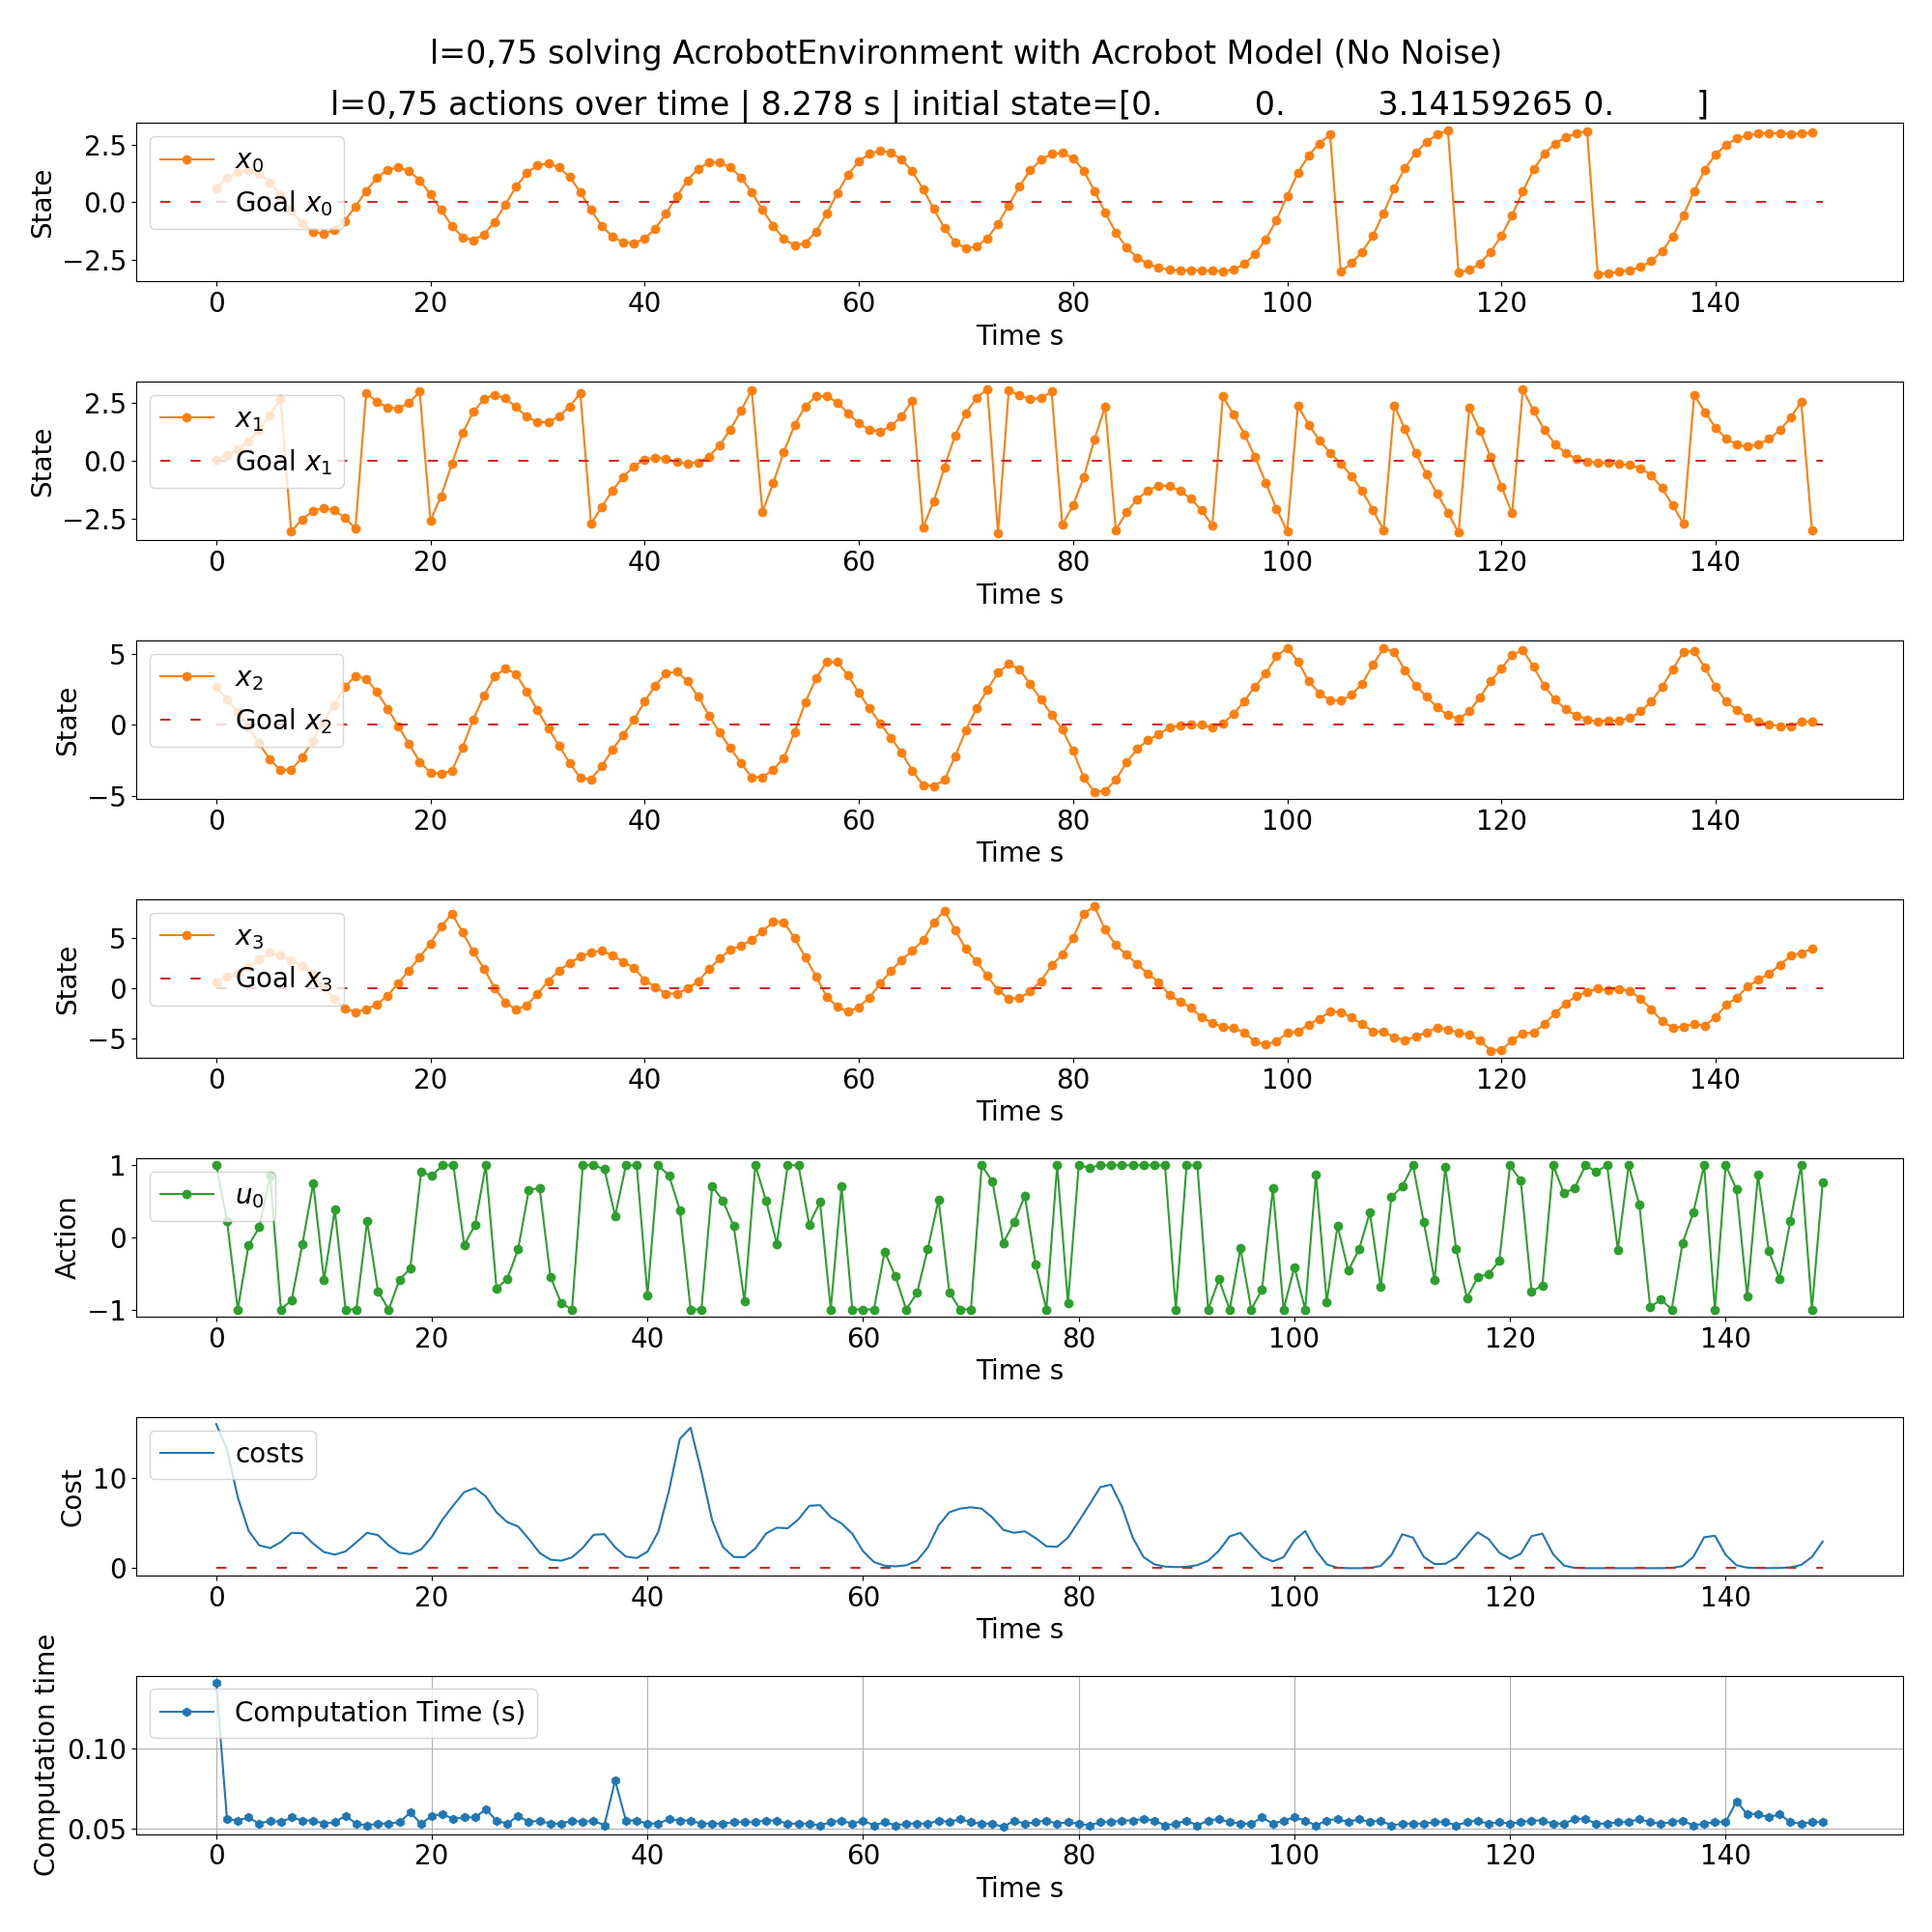 l=0,75 solving AcrobotEnvironment with Acrobot Model (No Noise)
l=0,75 actions over time | 8.278 s | initial state=[0. 0. 3.14159265 0. ]
State
2.5
0.0
−2.5
x0
Goal x0
0 20 40 60 80 100 120 140
Time s
State
2.5
0.0
−2.5
x1
Goal x1
0 20 40 60 80 100 120 140
Time s
State
5
0
−5
x2
Goal x2
0 20 40 60 80 100 120 140
Time s
State
5
0
−5
x3
Goal x3
0 20 40 60 80 100 120 140
Time s
Action
1
0
−1
u0
0 20 40 60 80 100 120 140
Time s
Cost
10
0
costs
0 20 40 60 80 100 120 140
Time s
Computation time
0.10
0.05
Computation Time (s)
0 20 40 60 80 100 120 140
Time s